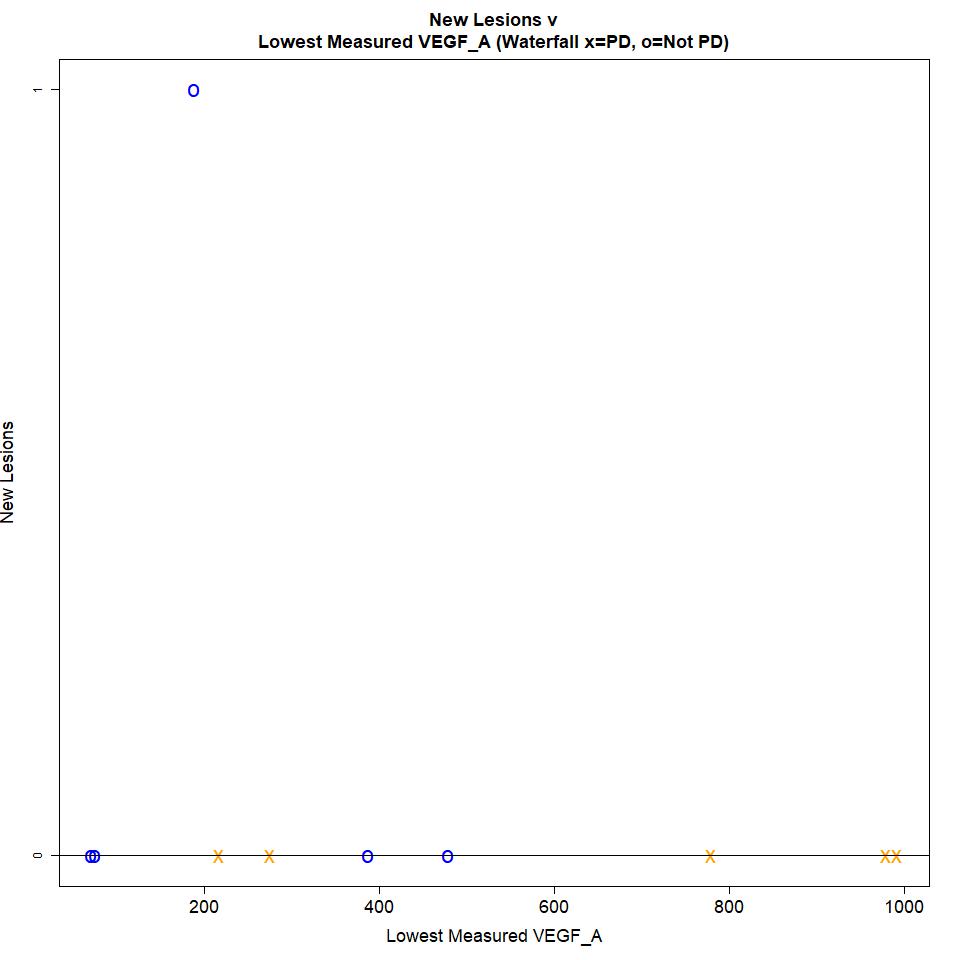 New Lesions v
Lowest Measured VEGF_A (Waterfall x=PD, o=Not PD)
1
New Lesions
0
200 400 600 800 1000
Lowest Measured VEGF_A